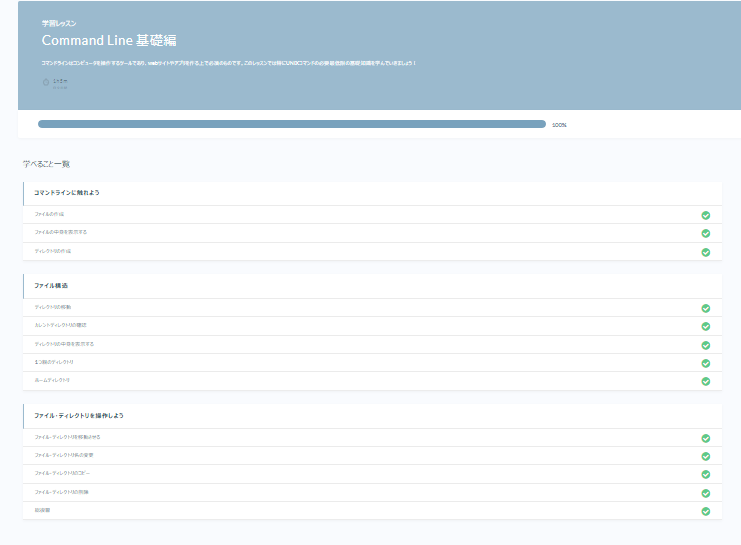 学習レッスン
Command Line 基礎編
コマンドラインはコンピュータを操作するツールであり、webサイトやアプリを作る上で必須のものです。このレッスンでは特にUNIXコマンドの必要最低限の基礎知識を学んでいきましょう！
100%
学べること一覧
コマンドラインに触れよう
ファイルの作成
ファイルの中身を表示する
ディレクトリの作成
ファイル構造
ディレクトリの移動
カレントディレクトリの確認
ディレクトリの中身を表示する
1つ上のディレクトリ
ホームディレクトリ
ファイル・ディレクトリを操作しよう
ファイル・ディレクトリを移動させる
ファイル・ディレクトリ名の変更
ファイル・ディレクトリのコピー
ファイル・ディレクトリの削除